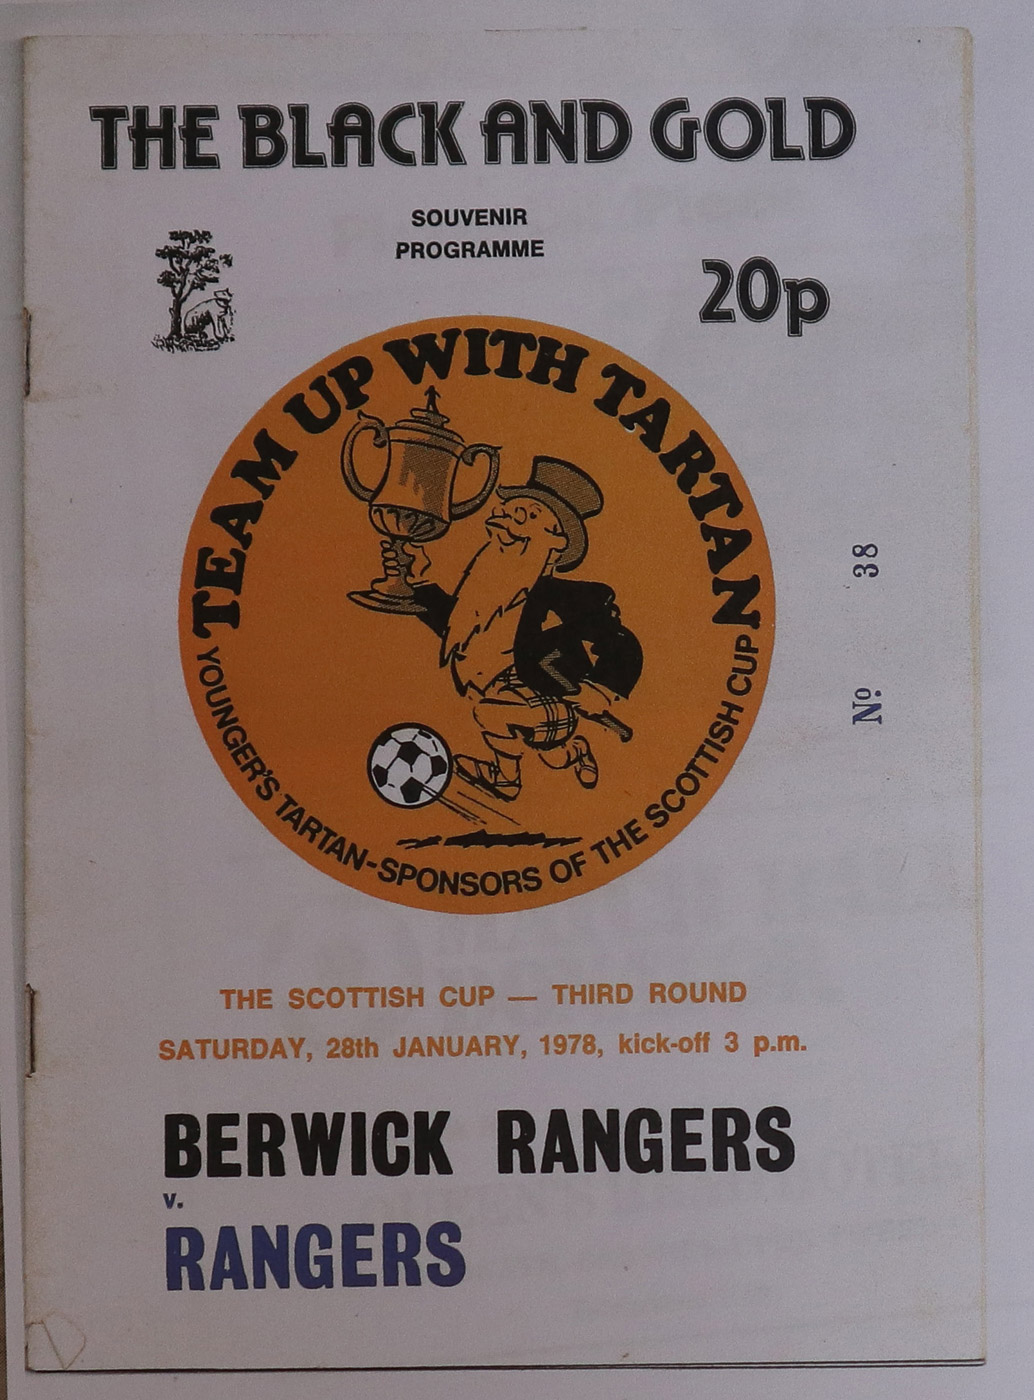 THE BLACK AND GOLD
SOUVENIR
PROGRAMME
20p
TEAM UP WITH TARTAN
YOUNGER'S TARTAN-SPONSORS OF THE SCOTTISH CUP
Nº 38
THE SCOTTISH CUP — THIRD ROUND
SATURDAY, 28th JANUARY, 1978, kick-off 3 p.m.
BERWICK RANGERS
v.
RANGERS